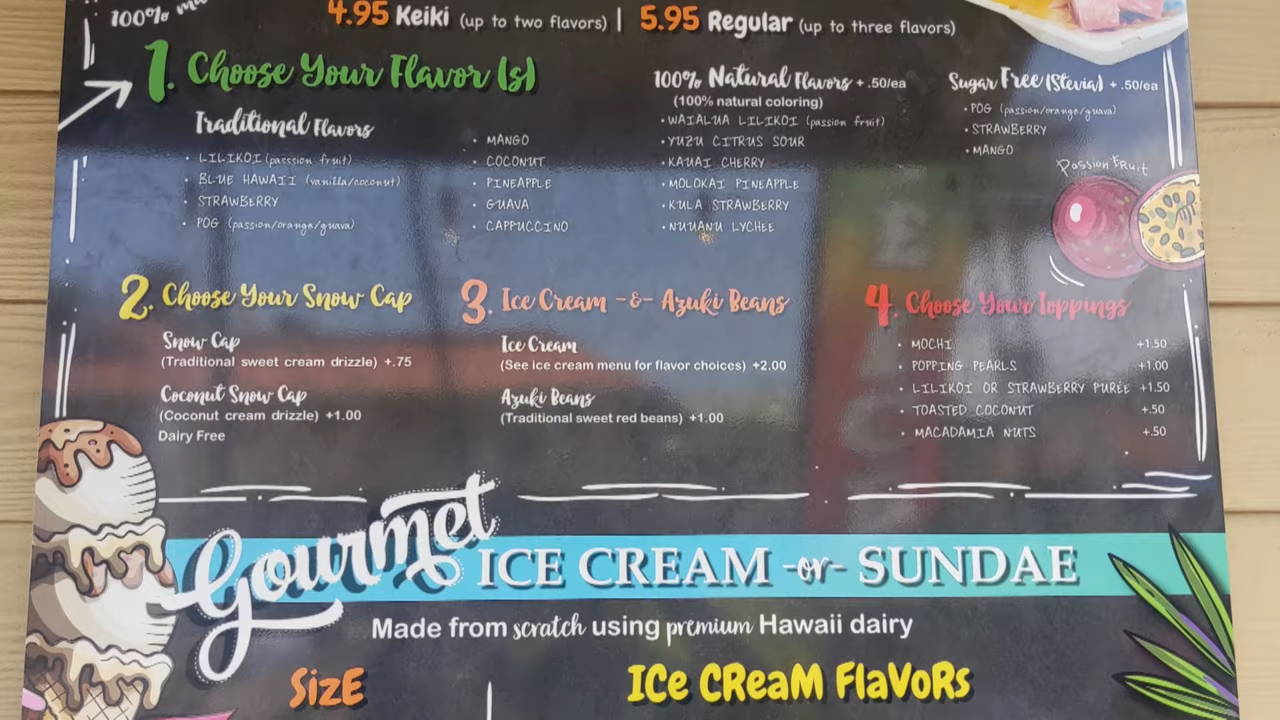 100%
4.95 Keiki (up to two flavors) | 5.95 Regular (up to three flavors)
1. Choose Your Flavor (s)
Traditional Flavors
• LILIKOI (passsion fruit)
• BLUE HAWAII (vanilla/coconut)
• STRAWBERRY
• POG (passion/orange/guava)
• MANGO
• COCONUT
• PINEAPPLE
• GUAVA
• CAPPUCCINO
100% Natural Flavors + .50/ea
(100% natural coloring)
• WAIALUA LILIKOI (passion fruit)
• YUZU CITRUS SOUR
• KAUAI CHERRY
• MOLOKAI PINEAPPLE
• KULA STRAWBERRY
• NUUANU LYCHEE
Sugar Free (Stevia) + .50/ea
• POG (passion/orange/guava)
• STRAWBERRY
• MANGO
Passion Fruit
2. Choose Your Snow Cap
Snow Cap
(Traditional sweet cream drizzle) +.75
Coconut Snow Cap
(Coconut cream drizzle) +1.00
Dairy Free
3. Ice Cream -&- Azuki Beans
Ice Cream
(See ice cream menu for flavor choices) +2.00
Azuki Beans
(Traditional sweet red beans) +1.00
4. Choose Your Toppings
• MOCHI +1.50
• POPPING PEARLS +1.00
• LILIKOI OR STRAWBERRY PUREE +1.50
• TOASTED COCONUT +.50
• MACADAMIA NUTS +.50
Gourmet ICE CREAM -or- SUNDAE
Made from scratch using premium Hawaii dairy
SizE
ICe CReaM FlaVoRs